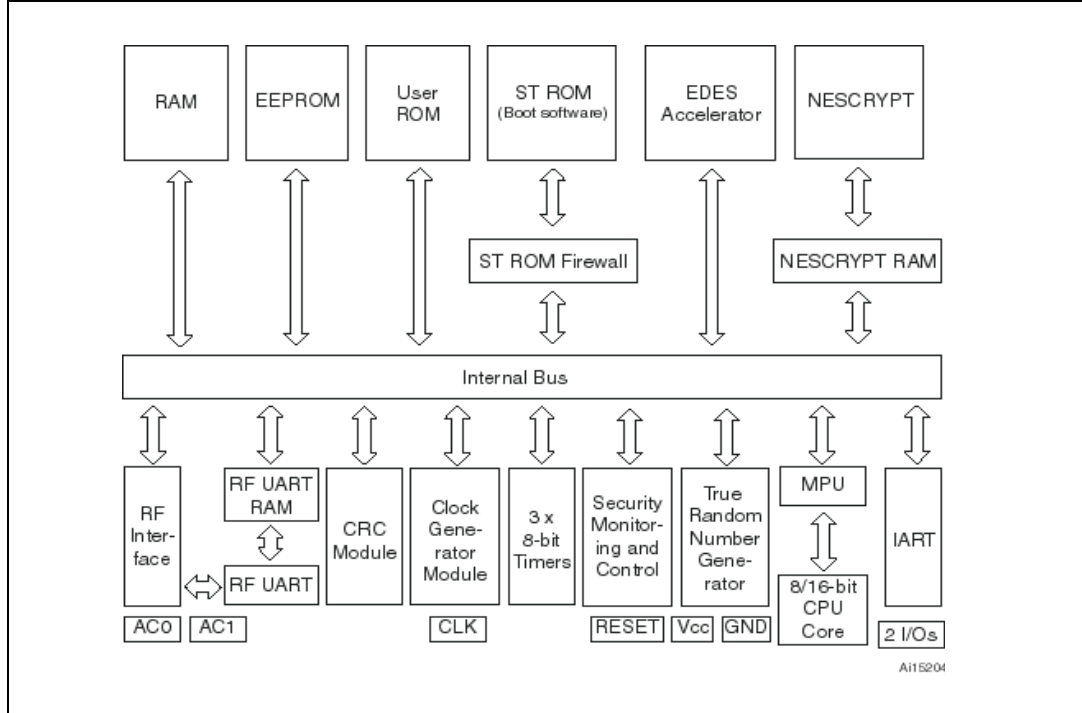 RAM
EEPROM
User
ROM
ST ROM
(Boot software)
EDES
Accelerator
NESCRYPT
ST ROM Firewall
NESCRYPT RAM
Internal Bus
RF
Inter-
face
RF UART
RAM
RF UART
CRC
Module
Clock
Gene-
rator
Module
3 x
8-bit
Timers
Security
Monitor-
ing and
Control
True
Random
Number
Gene-
rator
MPU
8/16-bit
CPU
Core
IART
AC0
AC1
CLK
RESET
Vcc
GND
2 I/Os
Ai15204